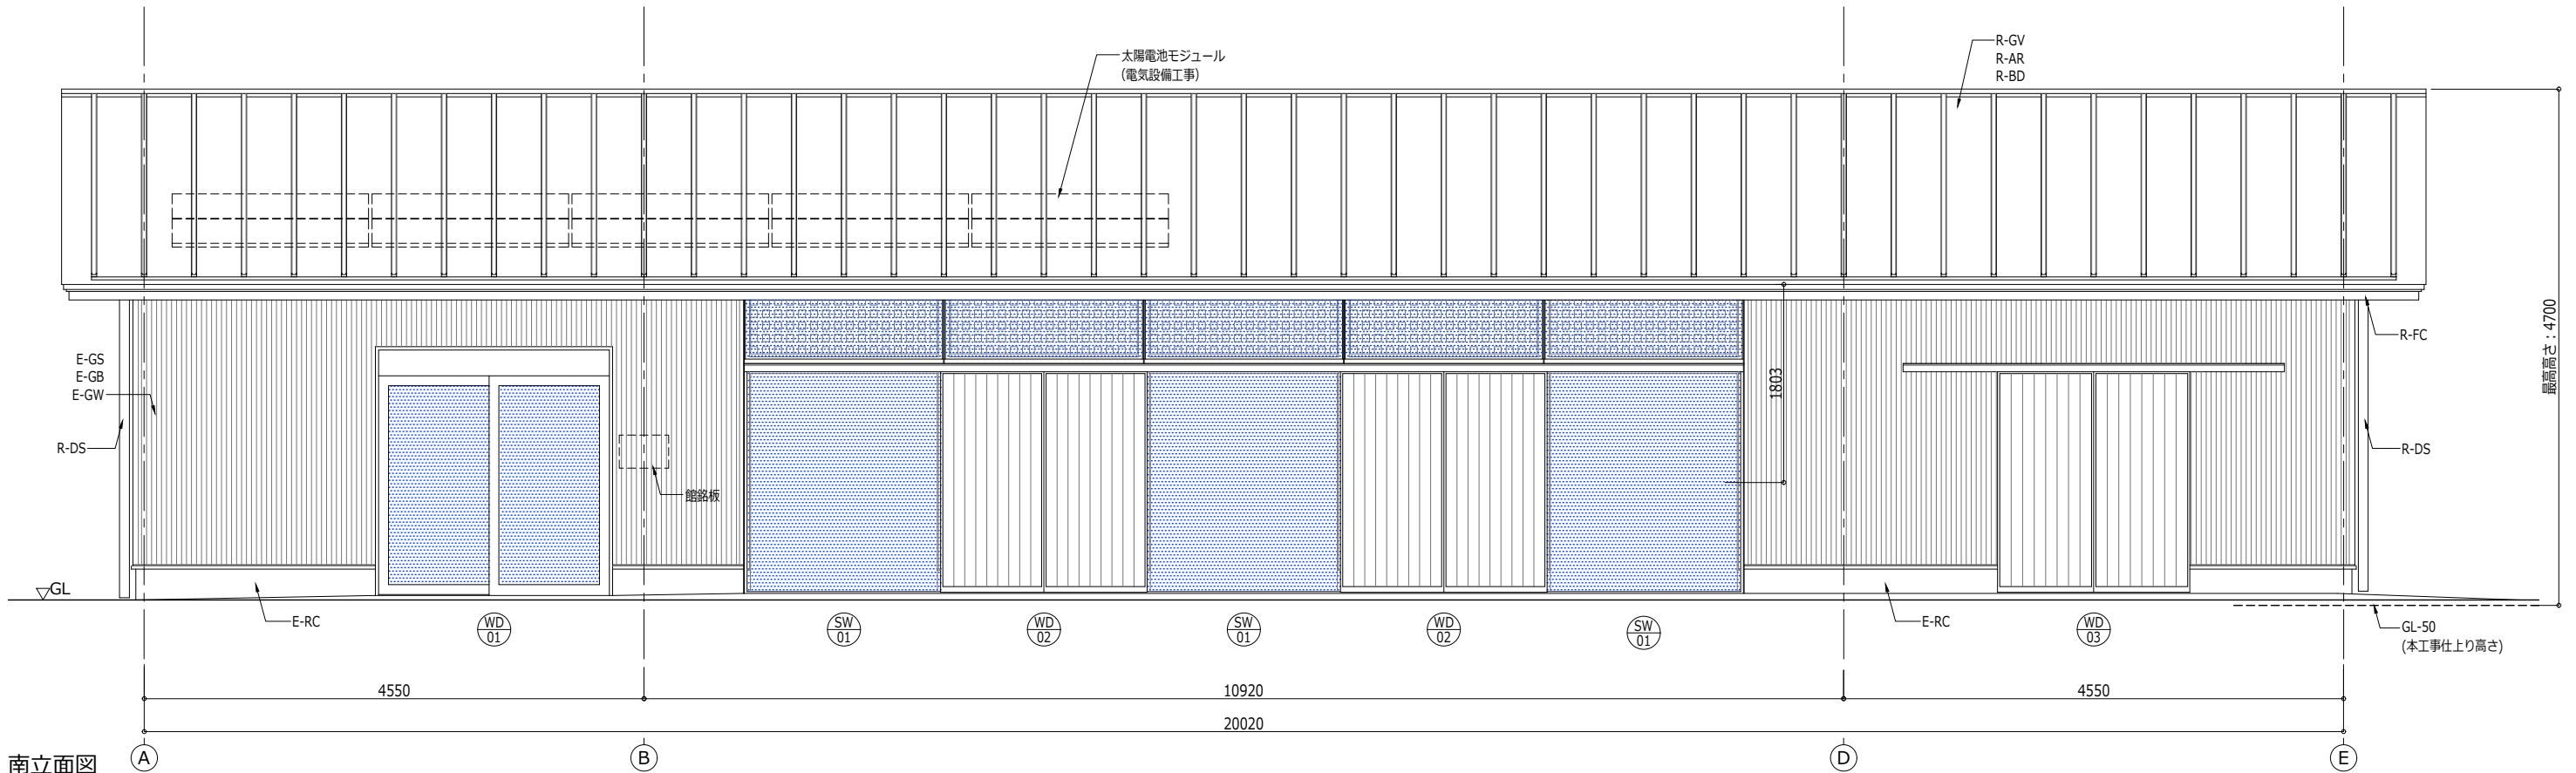 太陽電池モジュール
(電気設備工事)
R-GV
R-AR
R-BD
最高高さ：4700
R-FC
E-GS
E-GB
E-GW
R-DS
館銘板
1803
R-DS
GL
E-RC
WD
01
SW
01
WD
02
SW
01
WD
02
SW
01
E-RC
WD
03
GL-50
(本工事仕上り高さ)
4550
10920
4550
20020
A
B
D
E
南立面図